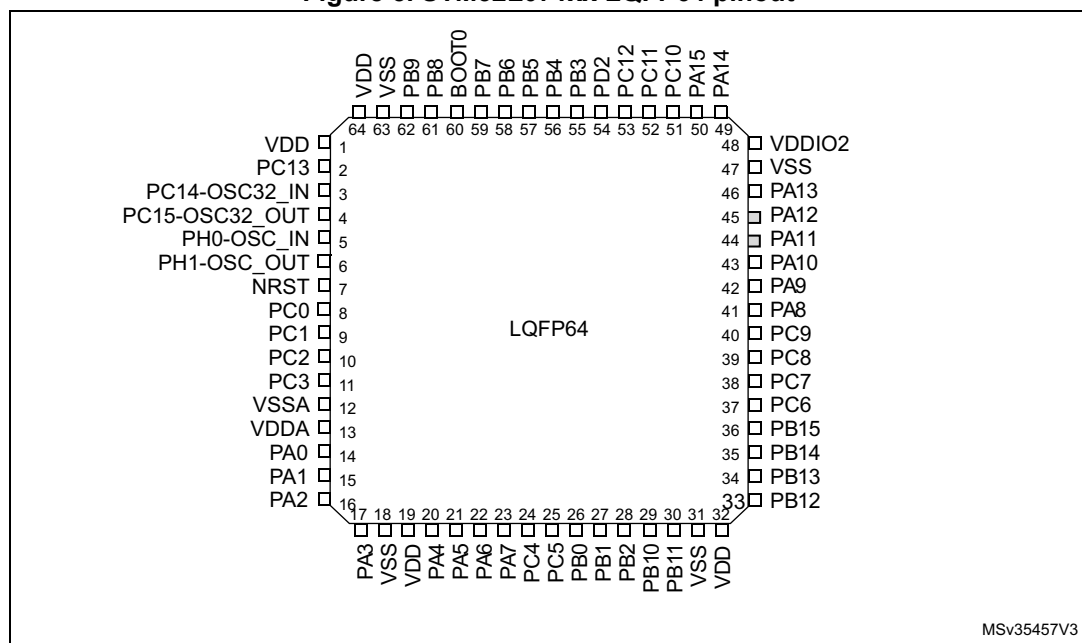 VDD
VSS
PB9
PB8
BOOT0
PB7
PB6
PB5
PB4
PB3
PD2
PC12
PC11
PC10
PA15
PA14
64 63 62 61 60 59 58 57 56 55 54 53 52 51 50 49
VDD 1
PC13 2
PC14-OSC32_IN 3
PC15-OSC32_OUT 4
PH0-OSC_IN 5
PH1-OSC_OUT 6
NRST 7
PC0 8
PC1 9
PC2 10
PC3 11
VSSA 12
VDDA 13
PA0 14
PA1 15
PA2 16
LQFP64
48 VDDIO2
47 VSS
46 PA13
45 PA12
44 PA11
43 PA10
42 PA9
41 PA8
40 PC9
39 PC8
38 PC7
37 PC6
36 PB15
35 PB14
34 PB13
33 PB12
17 18 19 20 21 22 23 24 25 26 27 28 29 30 31 32
PA3
VSS
VDD
PA4
PA5
PA6
PA7
PC4
PC5
PB0
PB1
PB2
PB10
PB11
VSS
VDD
MSv35457V3